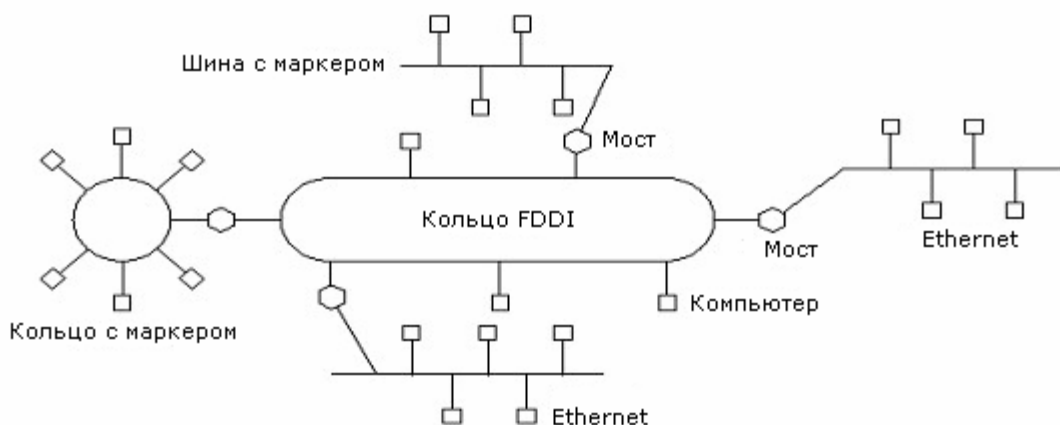 Шина с маркером
Мост
Кольцо FDDI
Мост
Ethernet
Компьютер
Кольцо с маркером
Ethernet